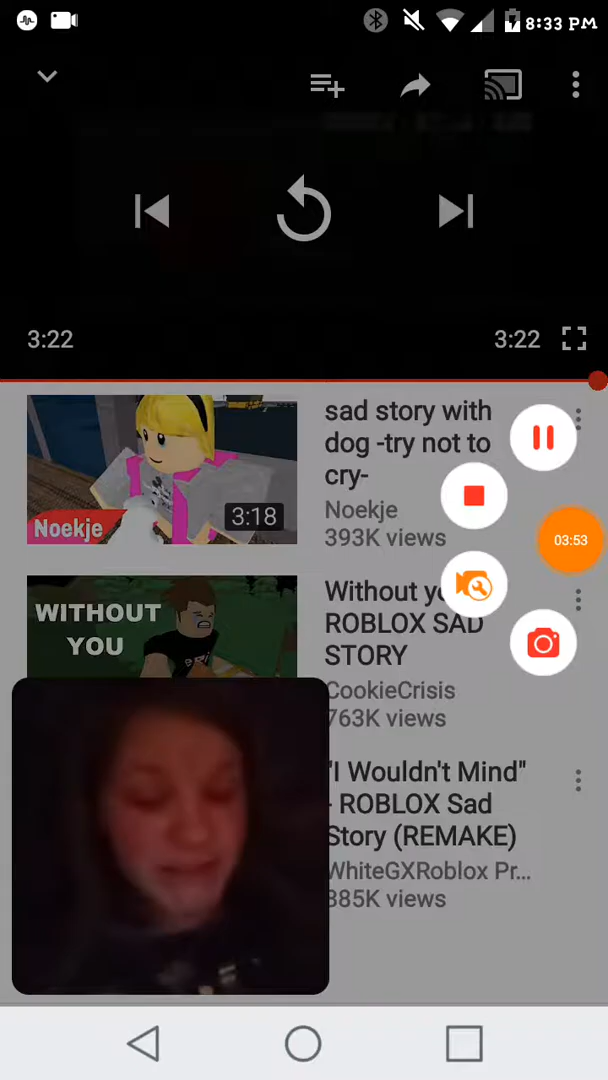 8:33 PM
3:22
3:22
sad story with
dog -try not to
cry-
Noekje
3:18
Noekje
393K views
03:53
WITHOUT
YOU
Without
ROBLOX SAD
STORY
CookieCrisis
763K views
"I Wouldn't Mind"
- ROBLOX Sad
Story (REMAKE)
WhiteGXRoblox Pr...
885K views